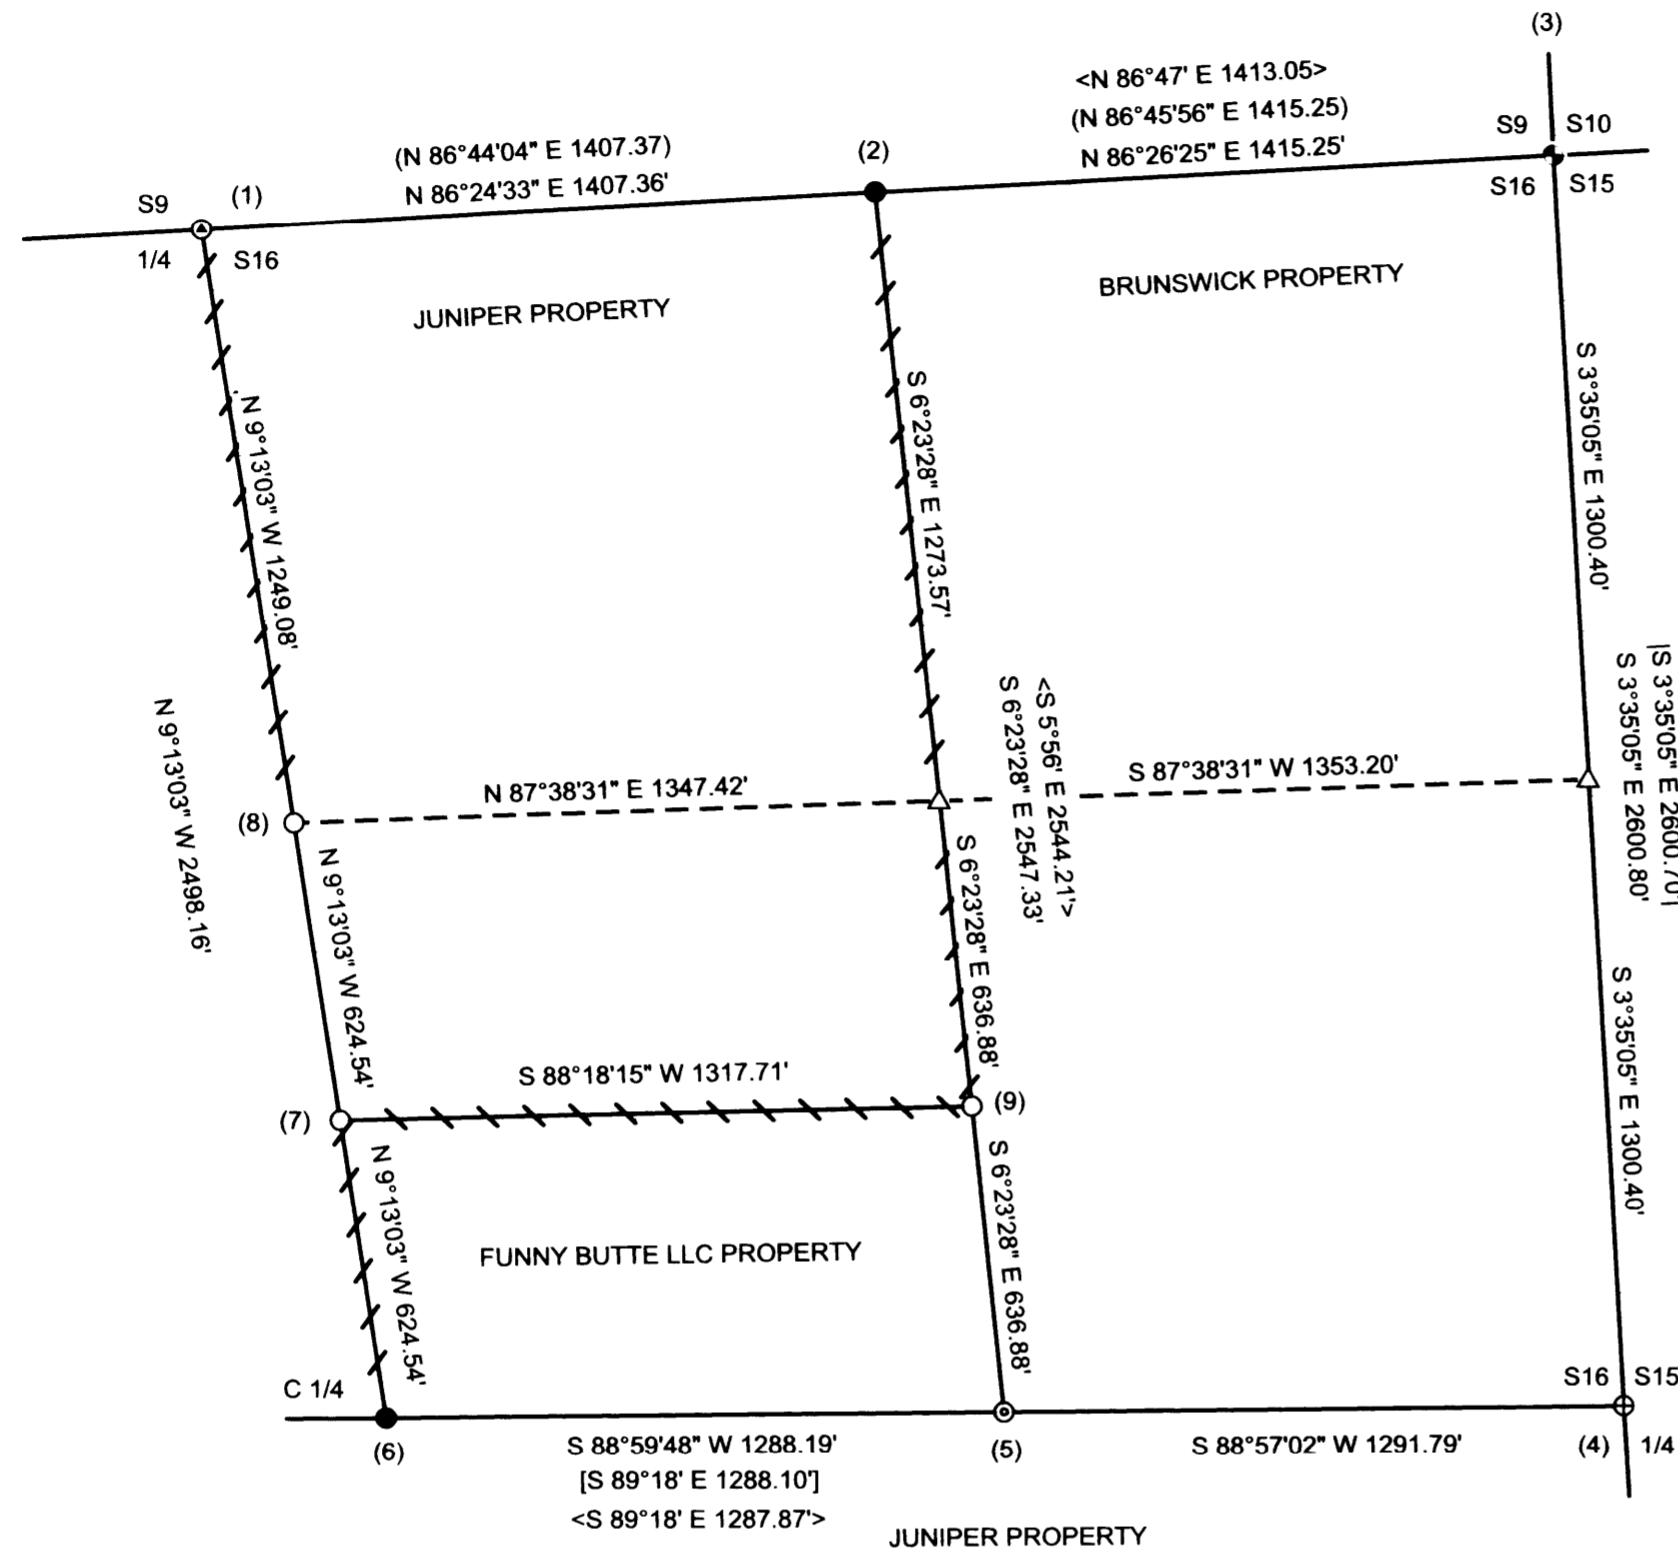 (3)
<N 86°47' E 1413.05>
(N 86°45'56" E 1415.25)
N 86°26'25" E 1415.25'
S9 S10
S16 S15
(2)
(N 86°44'04" E 1407.37)
N 86°24'33" E 1407.36'
S9 (1)
1/4 S16
JUNIPER PROPERTY
BRUNSWICK PROPERTY
N 9°13'03" W 1249.08'
S 6°23'28" E 1273.57'
S 3°35'05" E 1300.40'
N 9°13'03" W 2498.16'
<S 5°56' E 2544.21'>
S 6°23'28" E 2547.33'
|S 3°35'05" E 2600.70'|
S 3°35'05" E 2600.80'
N 87°38'31" E 1347.42'
S 87°38'31" W 1353.20'
(8)
N 9°13'03" W 624.54'
S 6°23'28" E 636.88'
S 3°35'05" E 1300.40'
S 88°18'15" W 1317.71'
(7)
(9)
N 9°13'03" W 624.54'
S 6°23'28" E 636.88'
FUNNY BUTTE LLC PROPERTY
C 1/4
S16 S15
(6)
S 88°59'48" W 1288.19'
[S 89°18' E 1288.10']
<S 89°18' E 1287.87'>
(5)
S 88°57'02" W 1291.79'
(4) 1/4
JUNIPER PROPERTY